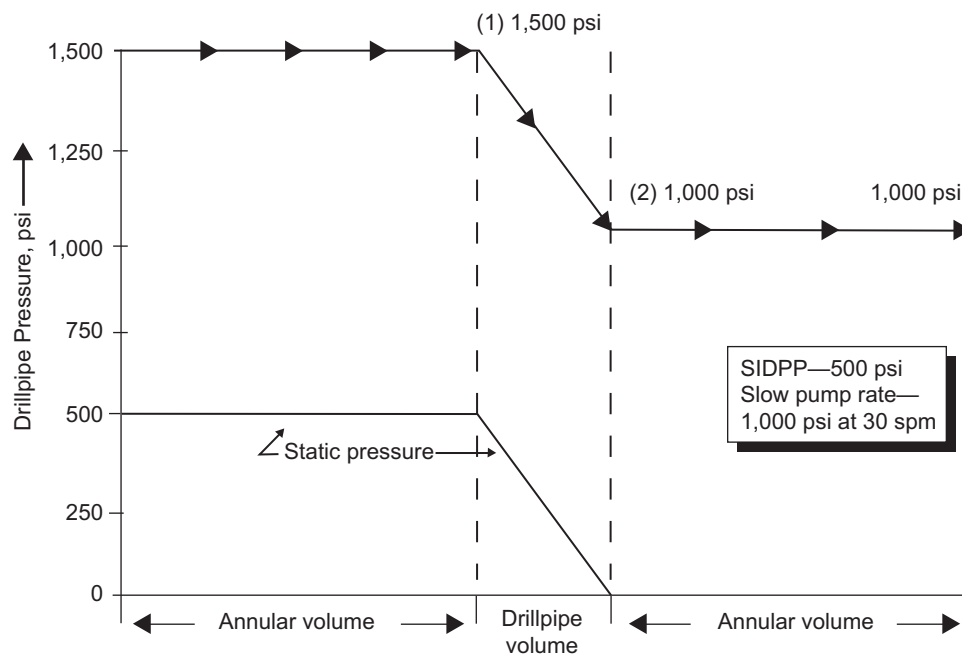 (1) 1,500 psi
1,500
1,250
(2) 1,000 psi 1,000 psi
1,000
750
500
250
0
Drillpipe Pressure, psi
SIDPP—500 psi
Slow pump rate—
1,000 psi at 30 spm
Static pressure
Annular volume
Drillpipe
volume
Annular volume